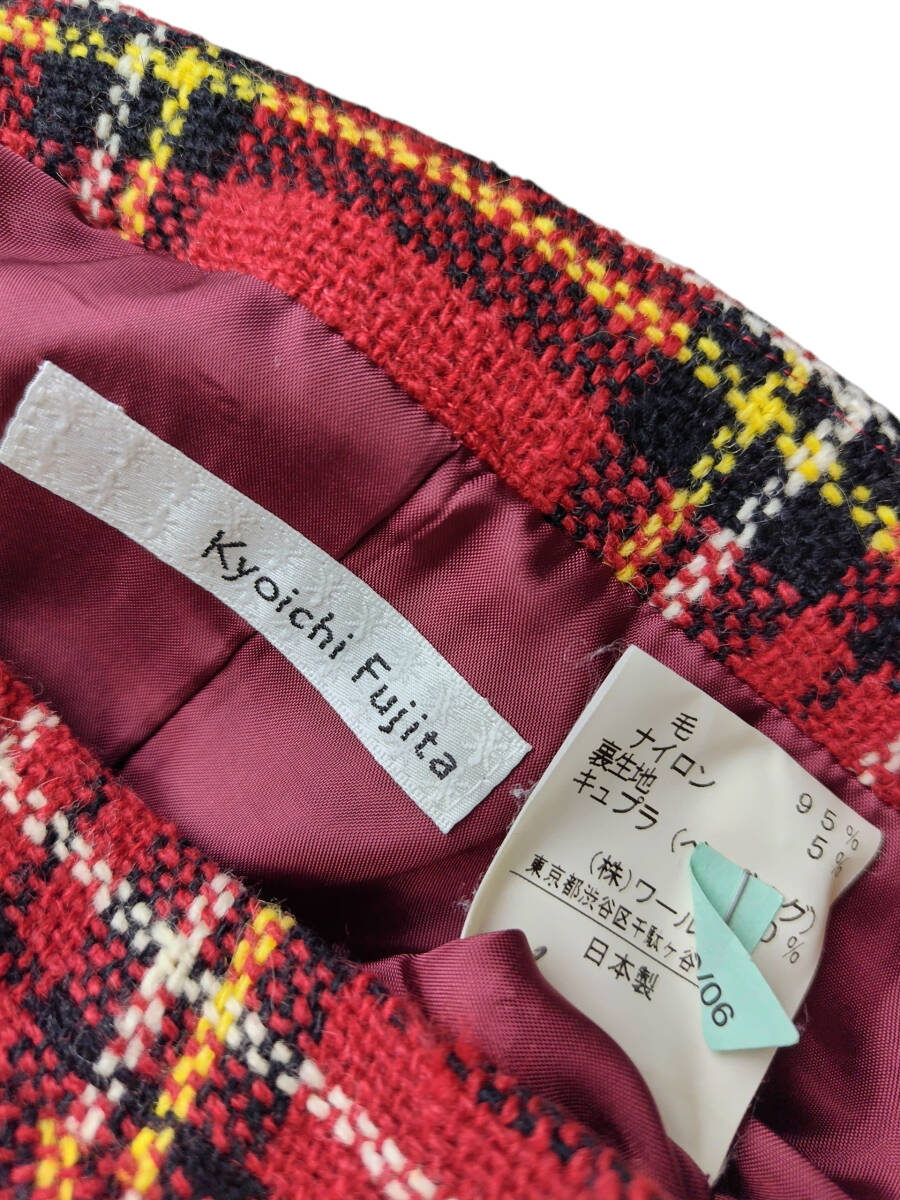 Kyoichi Fujita
毛 95%
ナイロン 5%
裏生地
キュプラ
(株)ワール
東京都渋谷区千駄ケ谷
日本製
/06